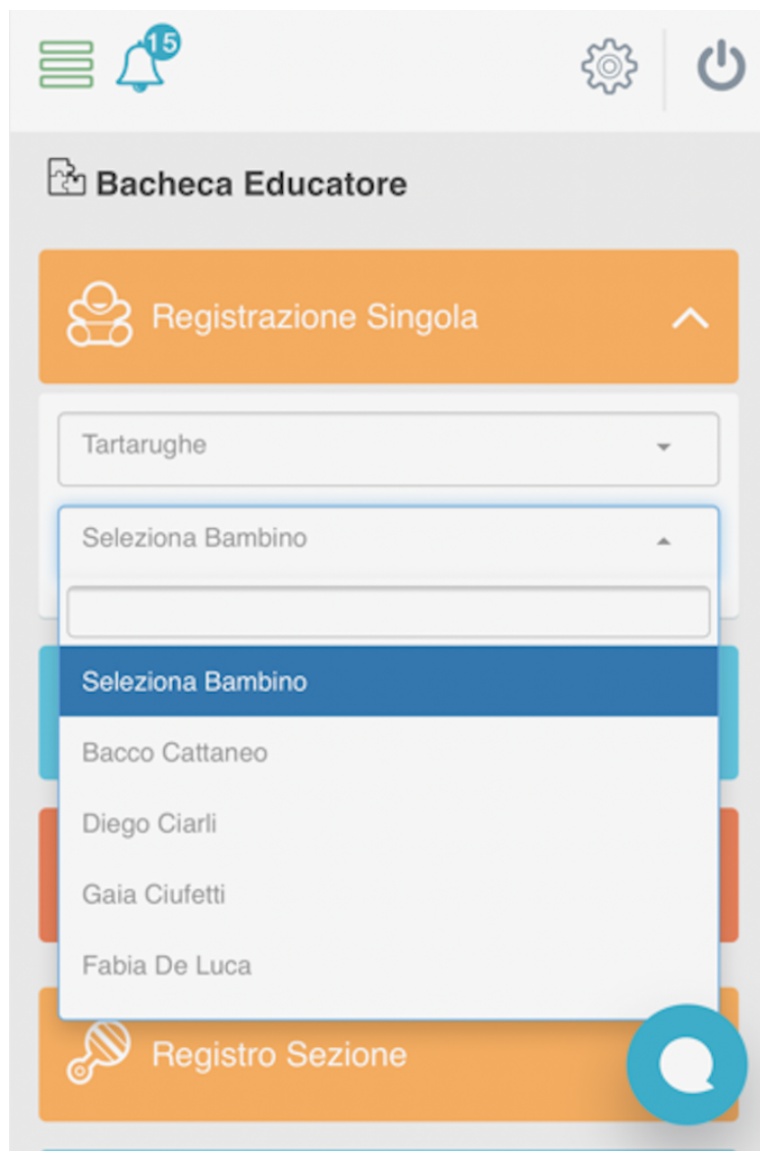 15
Bacheca Educatore
Registrazione Singola
Tartarughe
Seleziona Bambino
Seleziona Bambino
Bacco Cattaneo
Diego Ciarli
Gaia Ciufetti
Fabia De Luca
Registro Sezione